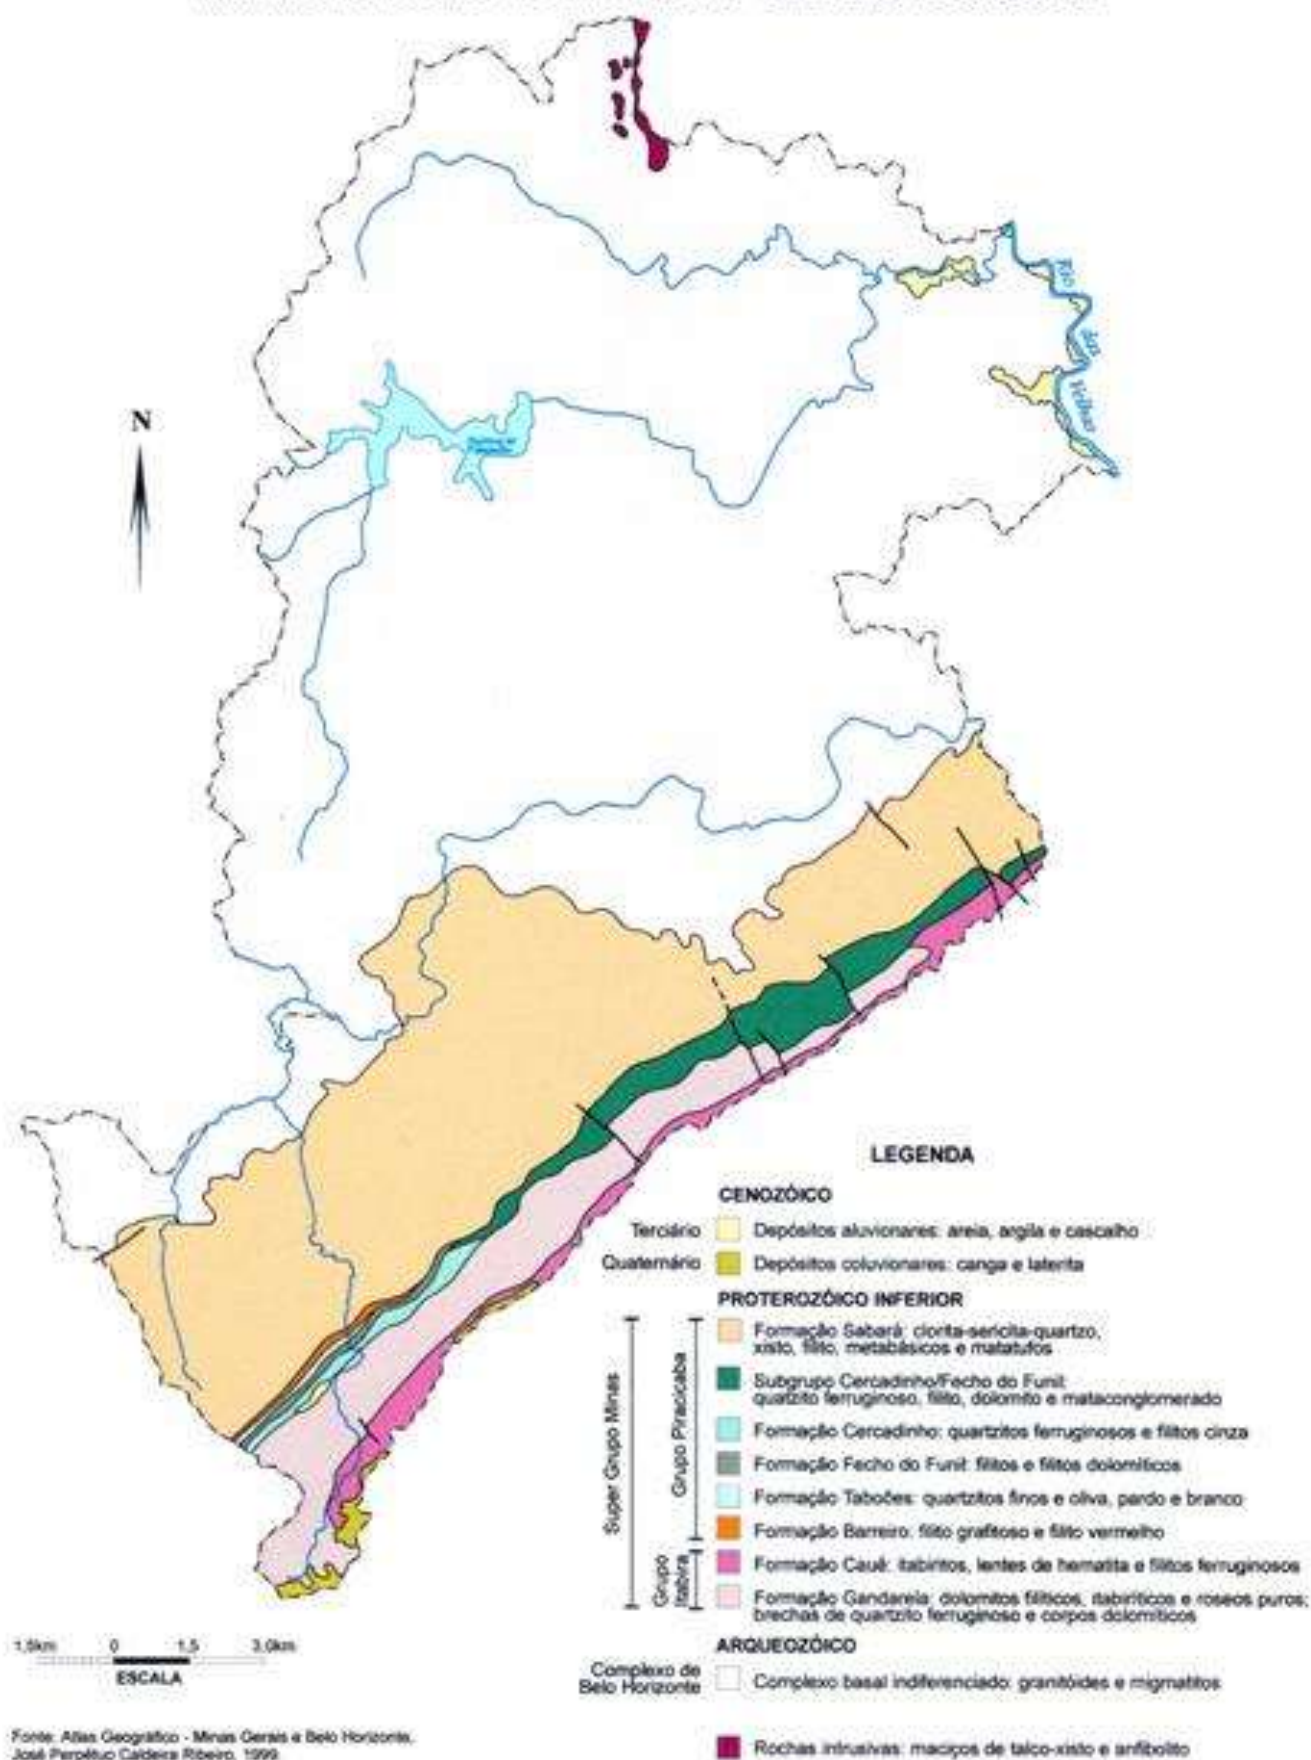 N
Rio
das
Velhas
LEGENDA
CENOZÓICO
Terciário Depósitos aluvionares: areia, argila e cascalho
Quaternário Depósitos coluvionares: canga e laterita
PROTEROZÓICO INFERIOR
Super Grupo Minas
Grupo Piracicaba
Formação Sabará: clorita-sericita-quartzo,
xisto, filito, metabásicos e matatufos
Subgrupo Cercadinho/Fecho do Funil:
quatzito ferruginoso, filito, dolomito e mataconglomerado
Formação Cercadinho: quartzitos ferruginosos e filitos cinza
Formação Fecho do Funil: filitos e filitos dolomíticos
Formação Taboões: quartzitos finos e oliva, pardo e branco
Formação Barreiro: filito grafitoso e filito vermelho
Grupo
Itabira
Formação Cauê: itabiritos, lentes de hematita e filitos ferruginosos
Formação Gandarela: dolomitos filíticos, itabiríticos e roseos puros;
brechas de quartzito ferruginoso e corpos dolomíticos
ARQUEOZÓICO
Complexo de
Belo Horizonte
Complexo basal indiferenciado: granitóides e migmatitos
Rochas intrusivas: maciços de talco-xisto e anfibolito
1,5km 0 1,5 3,0km
ESCALA
Fonte: Atlas Geográfico - Minas Gerais e Belo Horizonte,
José Perpétuo Caldeira Ribeiro, 1999.